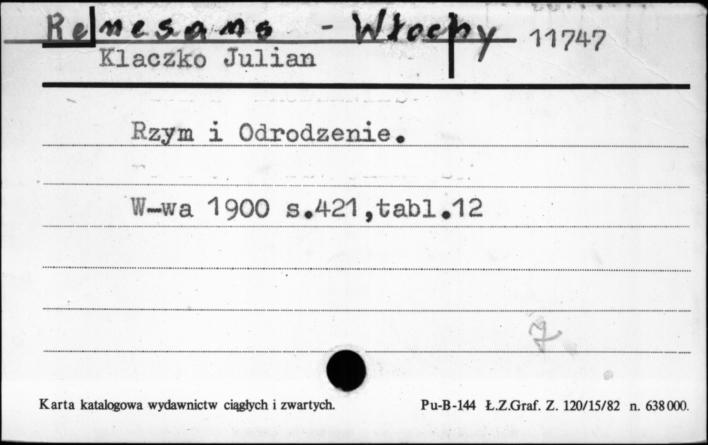 Renesans - Włochy 11747
Klaczko Julian
Rzym i Odrodzenie.
W-wa 1900 s.421,tabl.12
7
Karta katalogowa wydawnictw ciągłych i zwartych. Pu-B-144 Ł.Z.Graf. Z. 120/15/82 n. 638000.